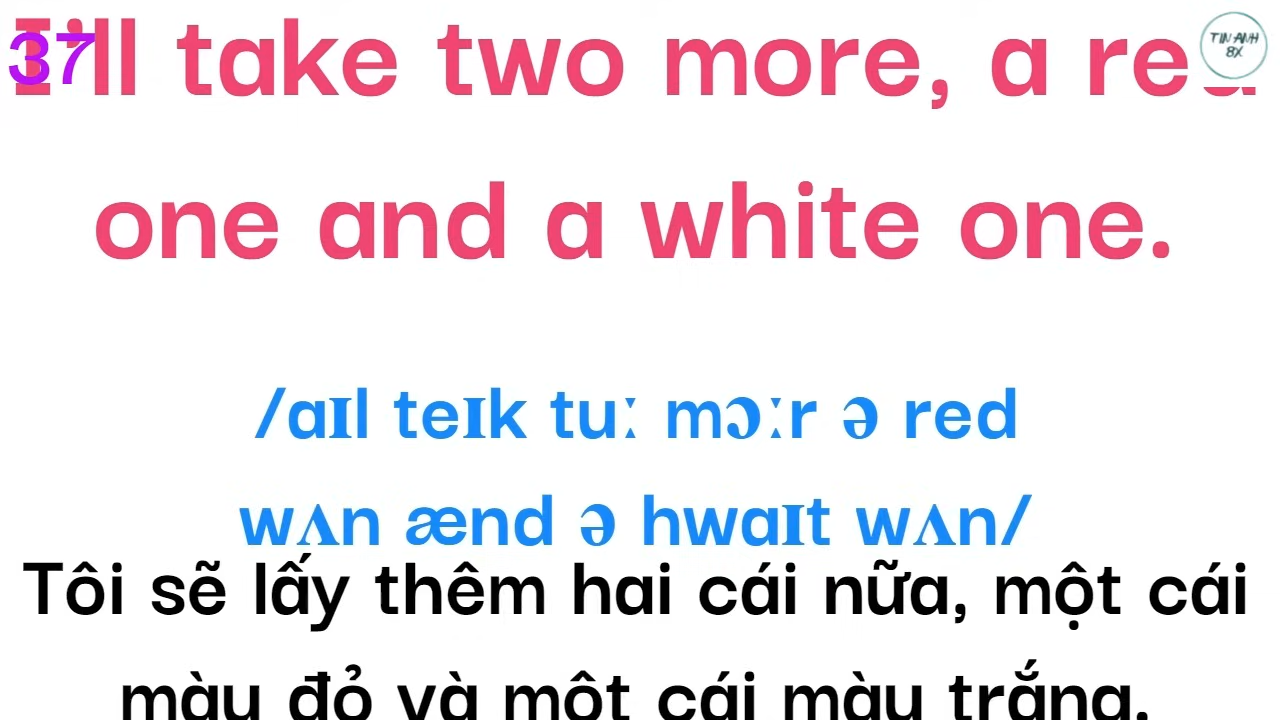 37
I'll take two more, a red
TIN ANH
8X
one and a white one.
/aɪl teɪk tuː mɔːr ə red
wʌn ænd ə hwaɪt wʌn/
Tôi sẽ lấy thêm hai cái nữa, một cái
màu đỏ và một cái màu trắng.